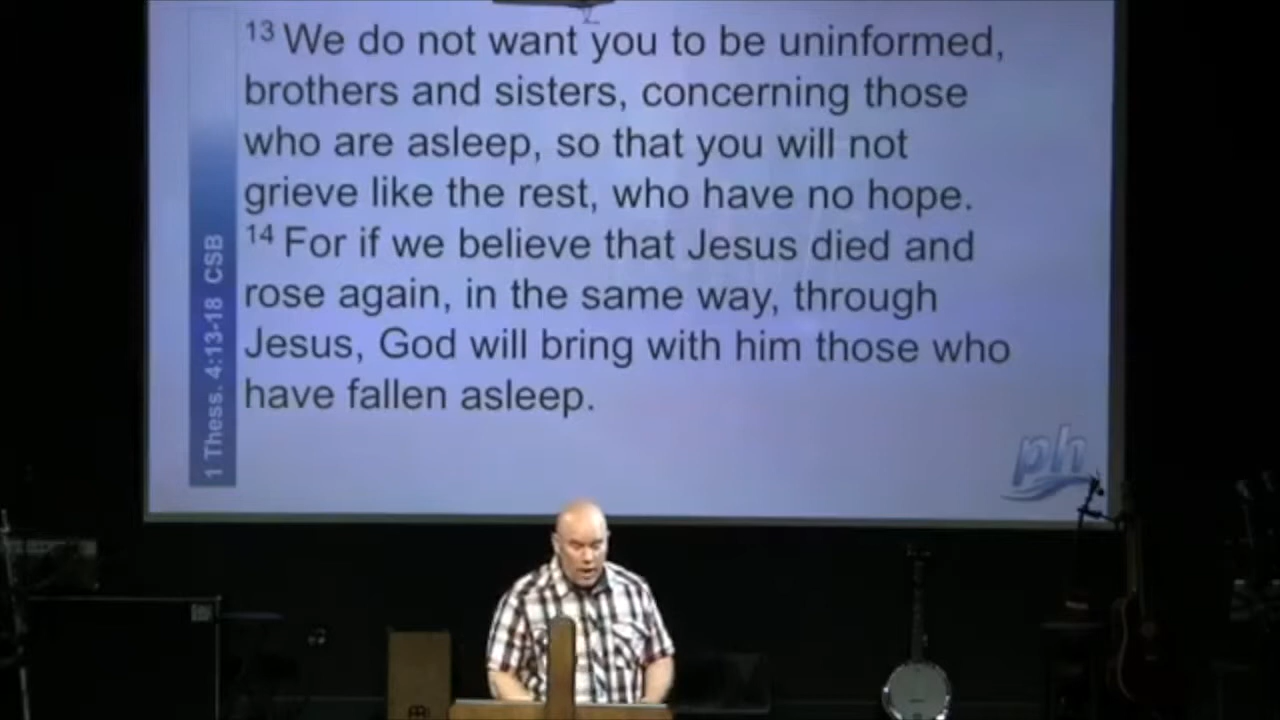 13 We do not want you to be uninformed,
brothers and sisters, concerning those
who are asleep, so that you will not
grieve like the rest, who have no hope.
14 For if we believe that Jesus died and
rose again, in the same way, through
Jesus, God will bring with him those who
have fallen asleep.
1 Thess. 4:13-18 CSB
ph